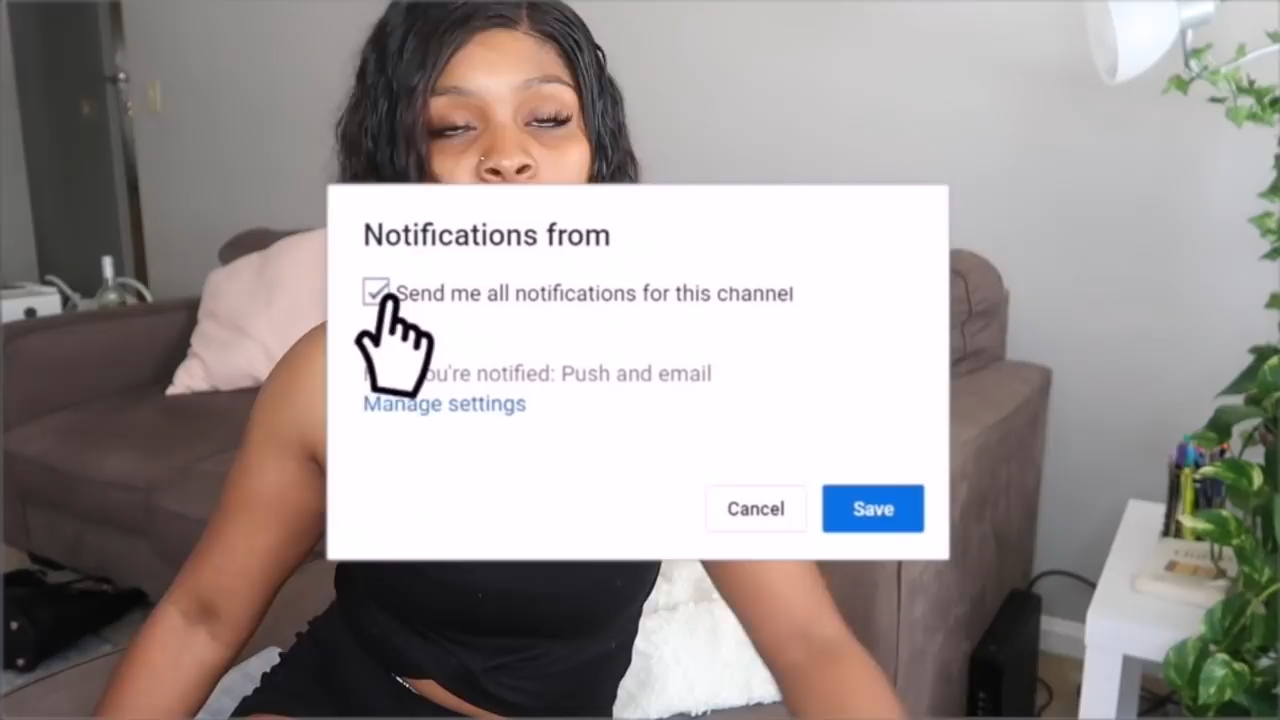 Notifications from
Send me all notifications for this channel
ou're notified: Push and email
Manage settings
Cancel
Save